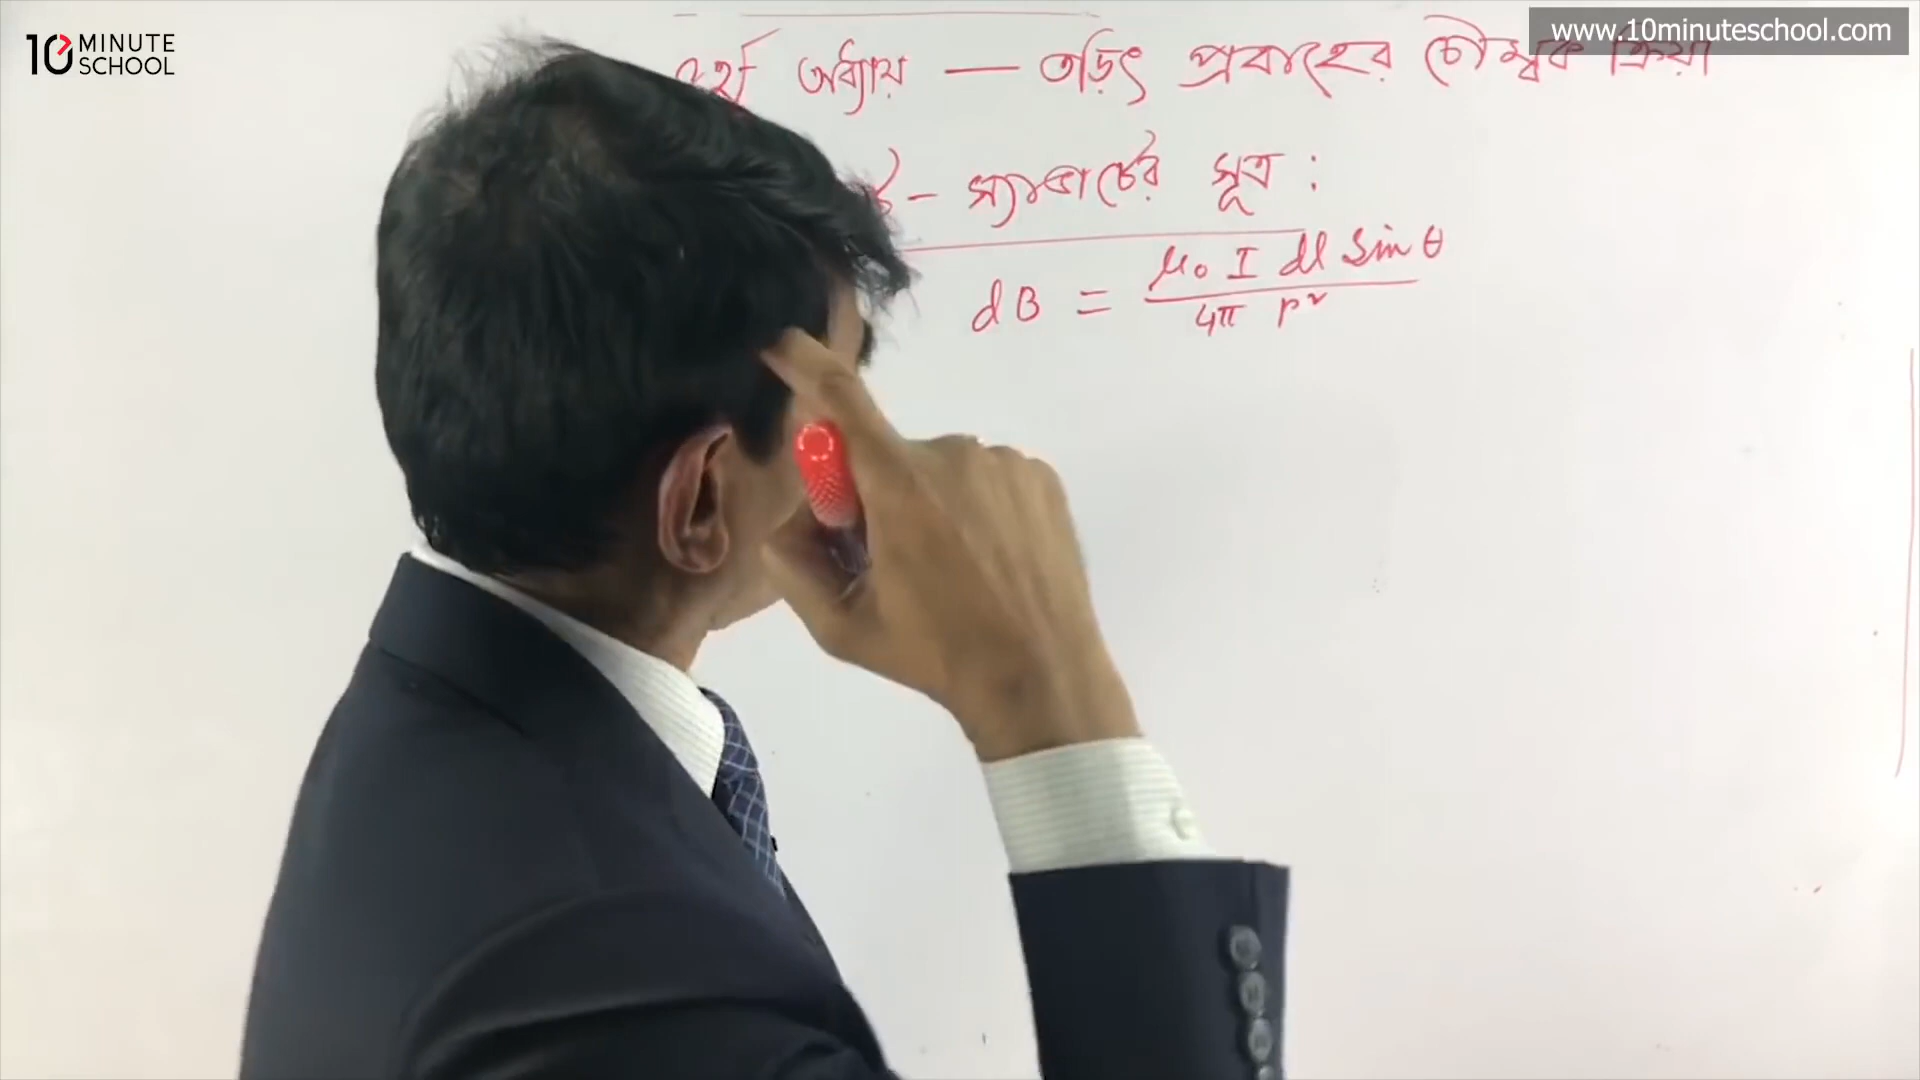 10 MINUTE SCHOOL
www.10minuteschool.com
অধ্যায় — তড়িৎ প্রবাহের চৌম্বক ক্রিয়া
- স্যাভার্টের সূত্র :
dB = μ₀ I dl Sin θ / 4π r²